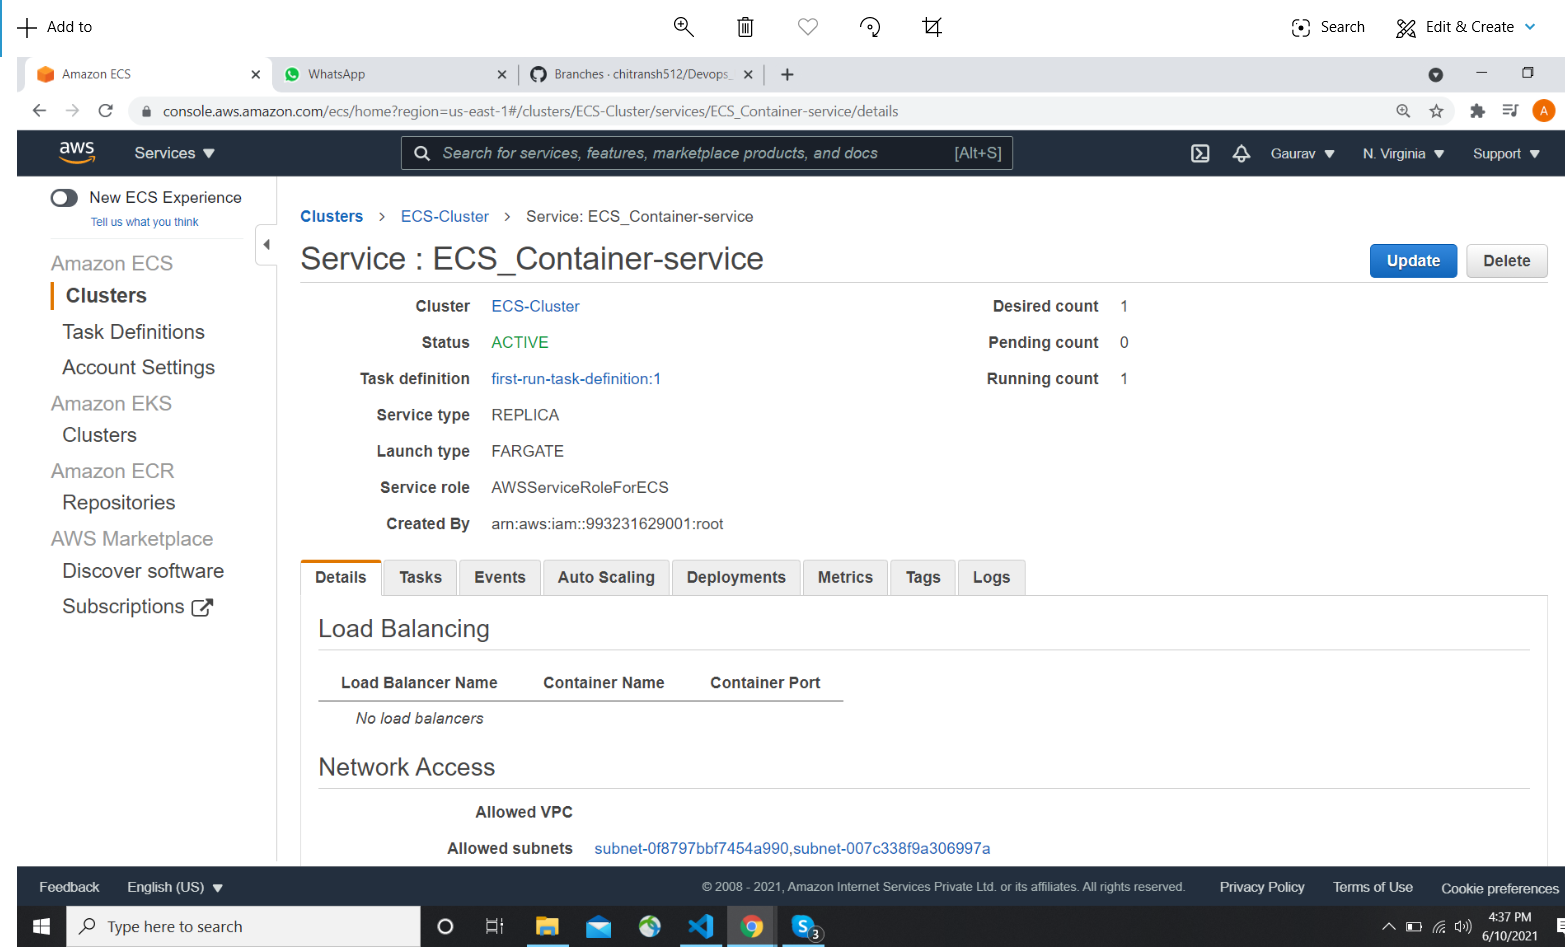 Add to
Search
Edit & Create
Amazon ECS
WhatsApp
Branches · chitransh512/Devops_
console.aws.amazon.com/ecs/home?region=us-east-1#/clusters/ECS-Cluster/services/ECS_Container-service/details
A
aws
Services
Search for services, features, marketplace products, and docs
[Alt+S]
Gaurav
N. Virginia
Support
New ECS Experience
Tell us what you think
Amazon ECS
Clusters
Task Definitions
Account Settings
Amazon EKS
Clusters
Amazon ECR
Repositories
AWS Marketplace
Discover software
Subscriptions
Clusters > ECS-Cluster > Service: ECS_Container-service
Service : ECS_Container-service
Update
Delete
Cluster ECS-Cluster
Status ACTIVE
Task definition first-run-task-definition:1
Service type REPLICA
Launch type FARGATE
Service role AWSServiceRoleForECS
Created By arn:aws:iam::993231629001:root
Desired count 1
Pending count 0
Running count 1
Details Tasks Events Auto Scaling Deployments Metrics Tags Logs
Load Balancing
Load Balancer Name Container Name Container Port
No load balancers
Network Access
Allowed VPC
Allowed subnets subnet-0f8797bbf7454a990,subnet-007c338f9a306997a
Feedback
English (US)
© 2008 - 2021, Amazon Internet Services Private Ltd. or its affiliates. All rights reserved.
Privacy Policy
Terms of Use
Cookie preferences
Type here to search
S
3
4:37 PM
6/10/2021